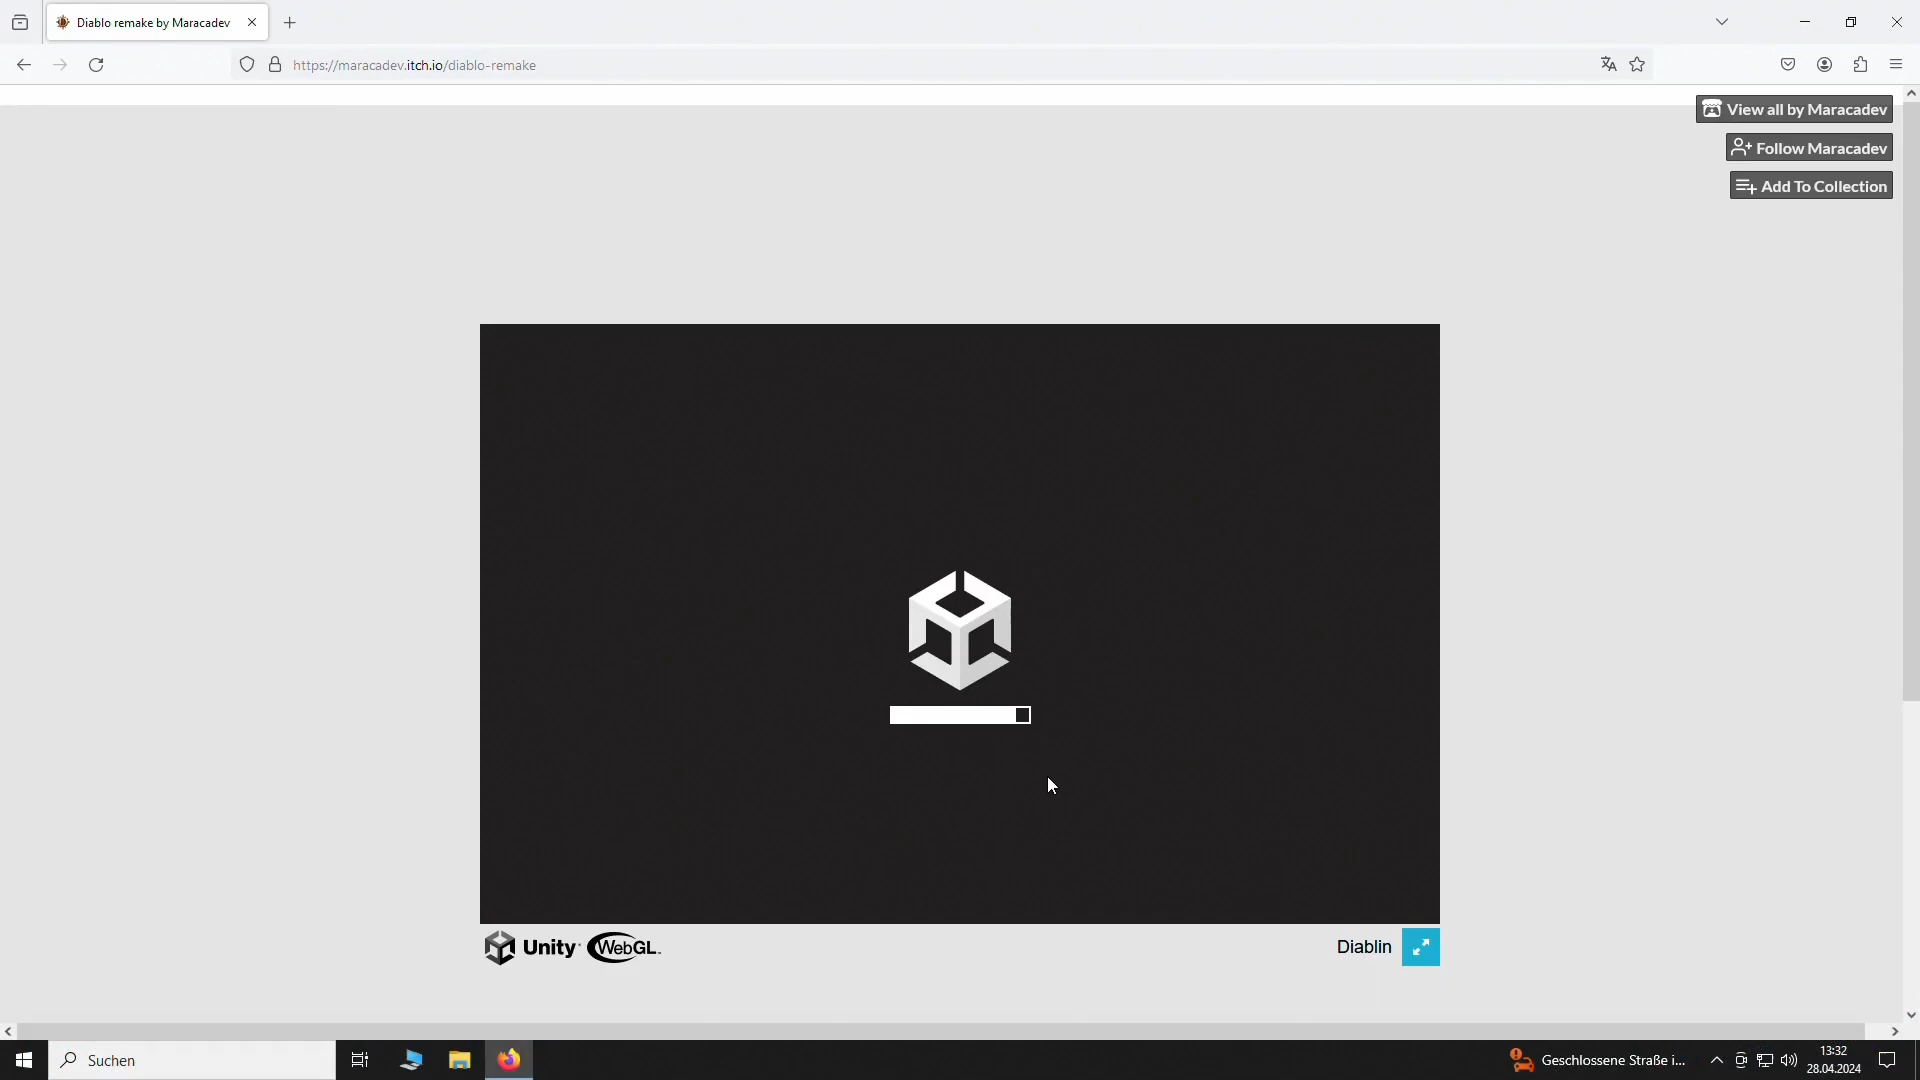 Diablo remake by Maracadev
https://maracadev.itch.io/diablo-remake
View all by Maracadev
Follow Maracadev
Add To Collection
Unity WebGL
Diablin
Suchen
Geschlossene Straße i...
13:32
28.04.2024